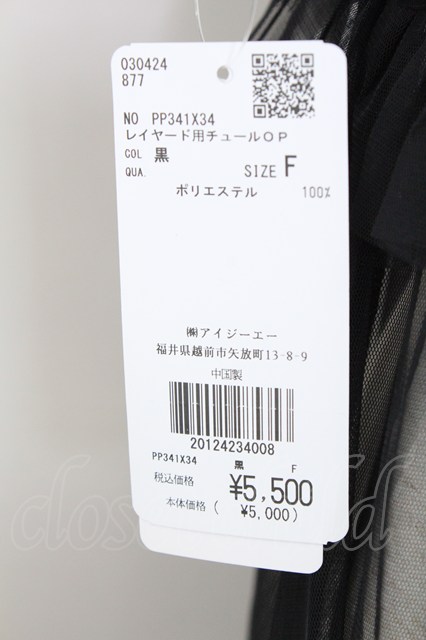 030424
877
NO PP341X34
レイヤード用チュールOP
COL 黒
QUA. SIZE F
ポリエステル 100%
㈱アイジーエー
福井県越前市矢放町13-8-9
中国製
20124234008
PP341X34 黒 F
税込価格 ¥5,500
本体価格( ¥5,000)